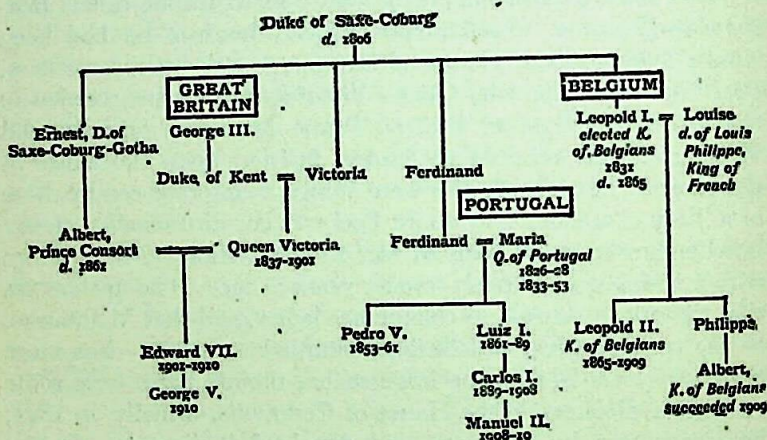 Duke of Saxe-Coburg
d. 1806
GREAT
BRITAIN
BELGIUM
Ernest, D. of
Saxe-Coburg-Gotha
George III.
Duke of Kent = Victoria
Ferdinand
Leopold I. = Louise
elected K.
of Belgians
1831
d. 1865
d. of Louis
Philippe,
King of
French
PORTUGAL
Albert,
Prince Consort
d. 1861
Queen Victoria
1837-1901
Ferdinand = Maria
Q. of Portugal
1826-28
1833-53
Edward VII.
1901-1910
George V.
1910
Pedro V.
1853-61
Luiz I.
1861-89
Carlos I.
1889-1908
Manuel II.
1908-10
Leopold II.
K. of Belgians
1865-1909
Philippe
Albert,
K. of Belgians
succeeded 1909